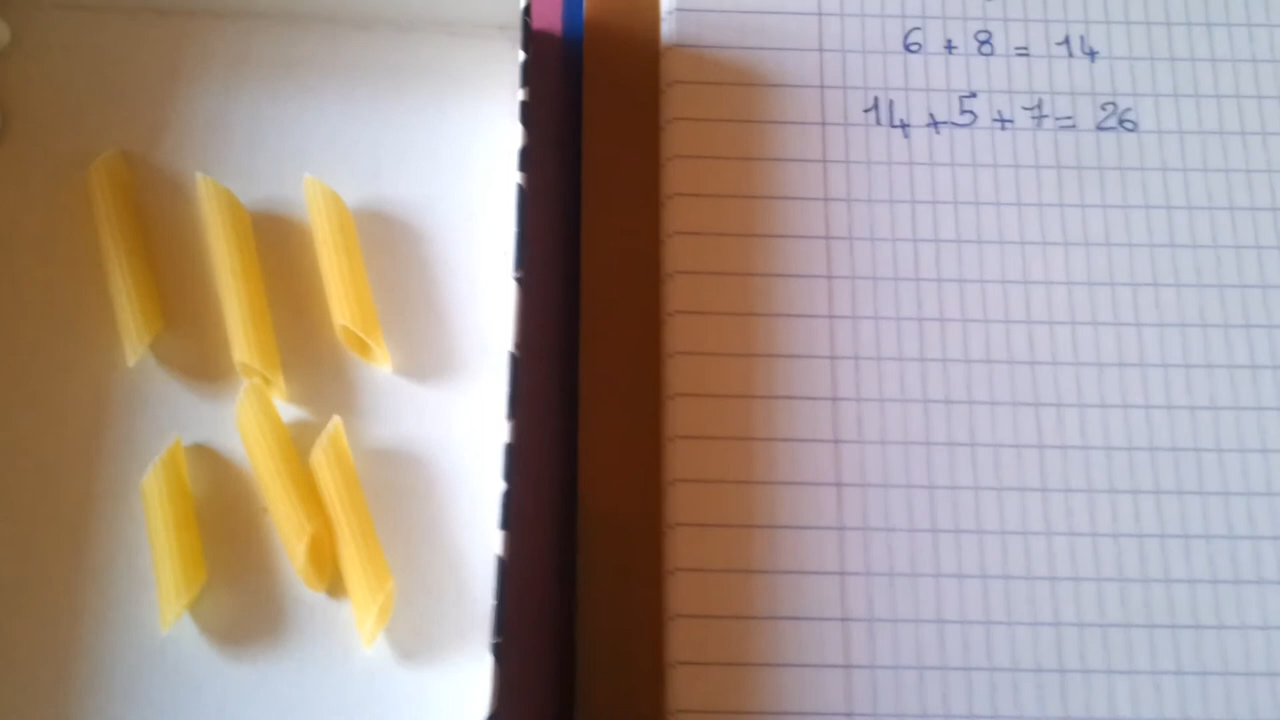 6 + 8 = 14
14 + 5 + 7 = 26